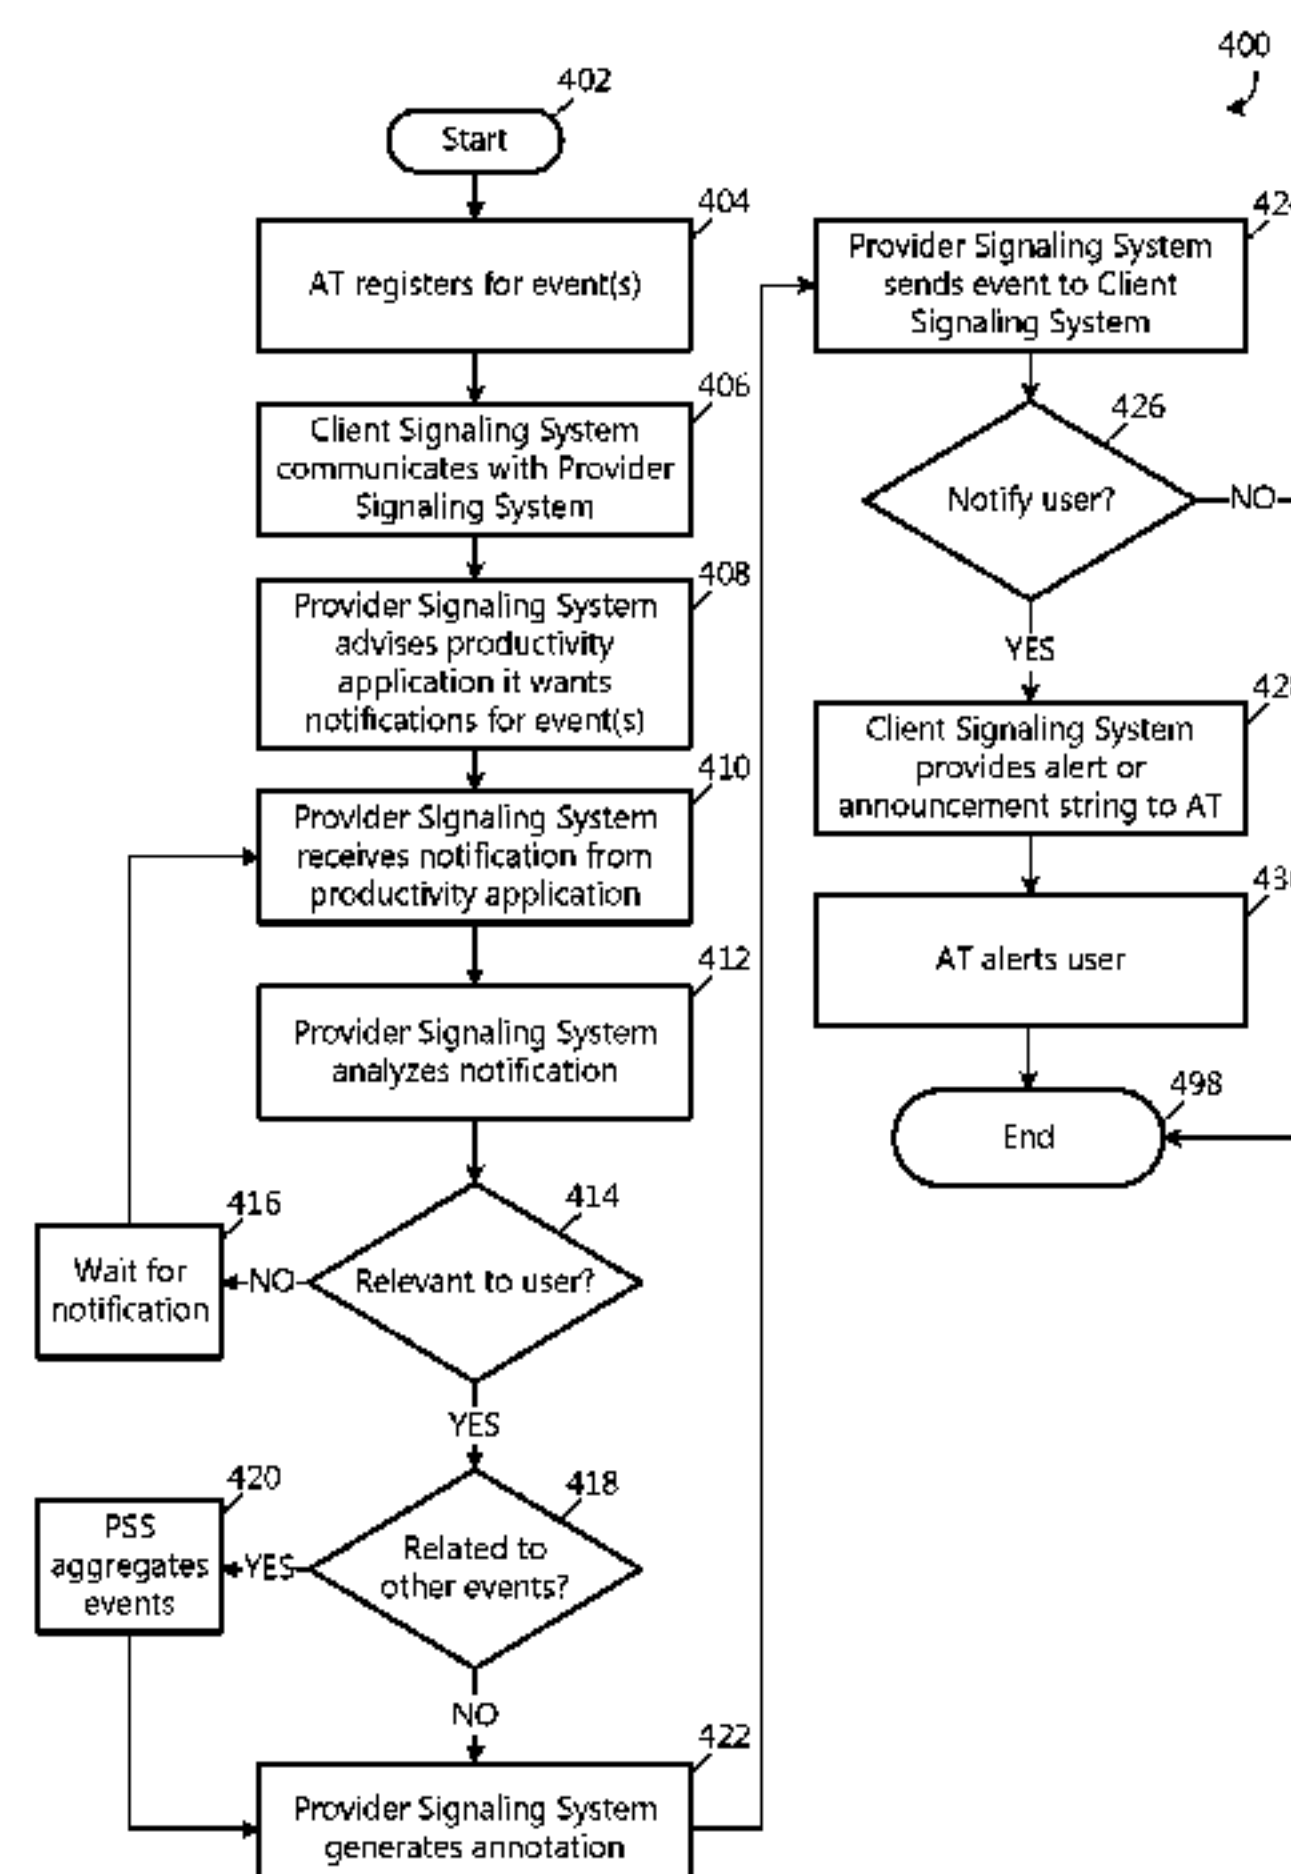 400
402
Start
404
AT registers for event(s)
406
Client Signaling System
communicates with Provider
Signaling System
408
Provider Signaling System
advises productivity
application it wants
notifications for event(s)
410
Provider Signaling System
receives notification from
productivity application
412
Provider Signaling System
analyzes notification
414
Relevant to user?
NO
416
Wait for
notification
YES
418
Related to
other events?
YES
420
PSS
aggregates
events
NO
422
Provider Signaling System
generates annotation
Provider Signaling System
sends event to Client
Signaling System
426
Notify user?
NO
YES
Client Signaling System
provides alert or
announcement string to AT
AT alerts user
498
End